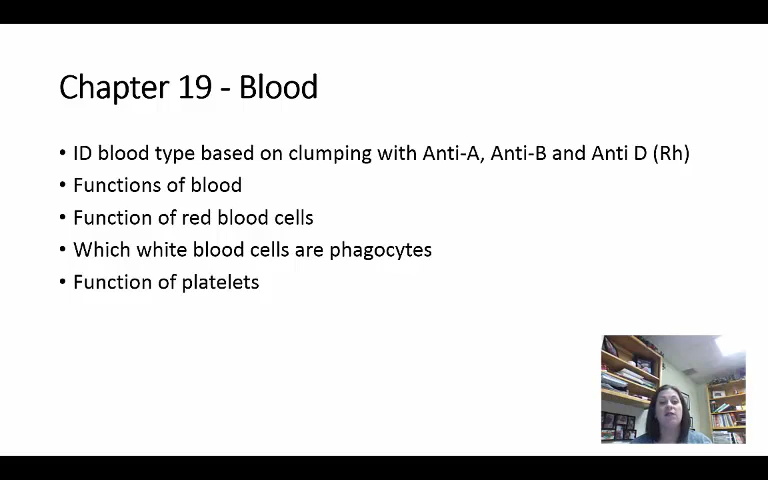 Chapter 19 - Blood
• ID blood type based on clumping with Anti-A, Anti-B and Anti D (Rh)
• Functions of blood
• Function of red blood cells
• Which white blood cells are phagocytes
• Function of platelets